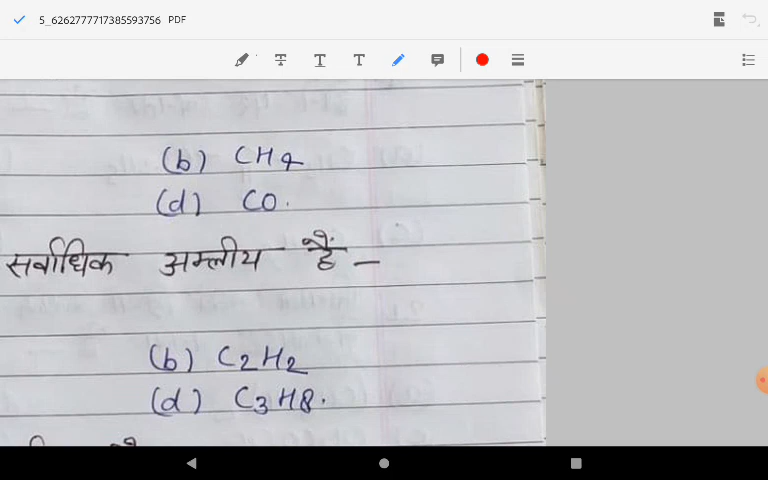 5_6262777717385593756 PDF
(b) CH4
(d) CO.
सर्वाधिक अम्लीय हैं -
(b) C2H2
(d) C3H8.